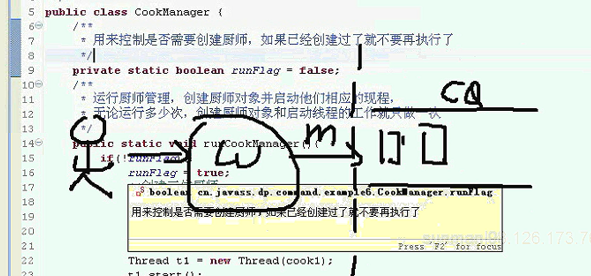 5 public class CookManager {
6 /**
7 * 用来控制是否需要创建厨师,如果已经创建过了就不要再执行了
8 */
9 private static boolean runFlag = false;
10 /**
11 * 运行厨师管理,创建厨师对象并启动他们相应的现程,
12 无论运行多少次,创建厨师对象和启动线程的工作就只做一次
13 */
CQ
14 public static void runCookManager(){
15 if(!runFlag
16 runFlag = true;
W
m
boolean cn.javass.dp.command.example6.CookManager.runFlag
用来控制是否需要创建厨师,如果已经创建过了就不要再执行了
Press 'F2' for focus
22 Thread t1 = new Thread(cook1);
t1.start();